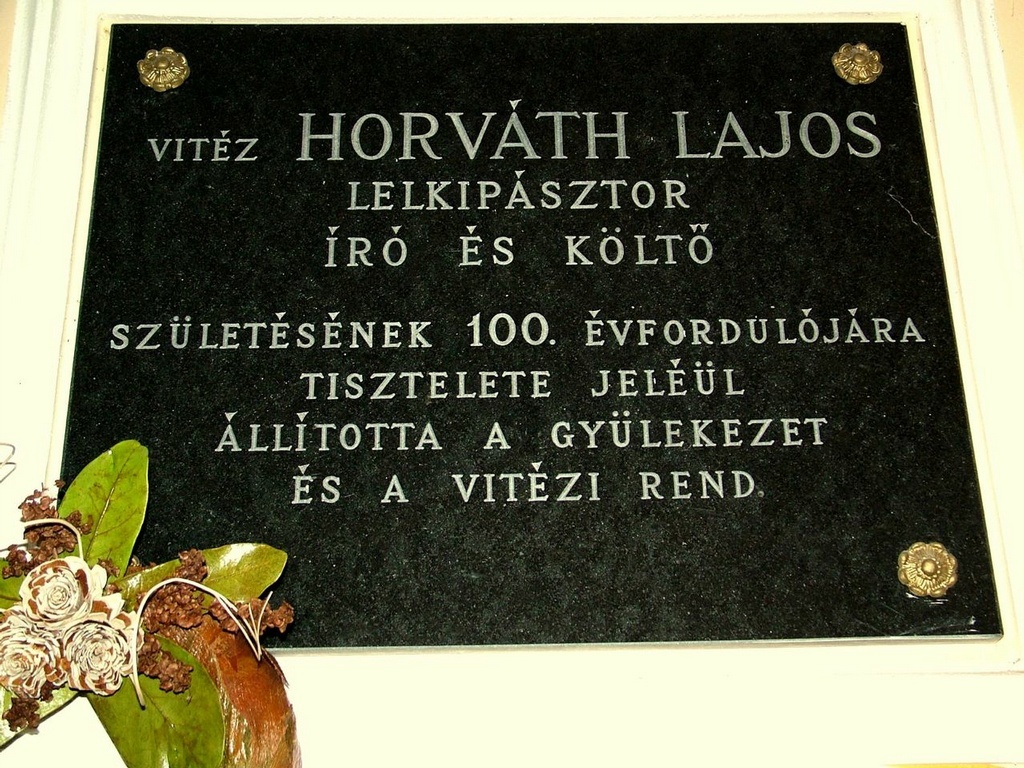 VITÉZ HORVÁTH LAJOS
LELKIPÁSZTOR
ÍRÓ ÉS KÖLTŐ
SZÜLETÉSÉNEK 100. ÉVFORDULÓJÁRA
TISZTELETE JELÉÜL
ÁLLÍTOTTA A GYÜLEKEZET
ÉS A VITÉZI REND.